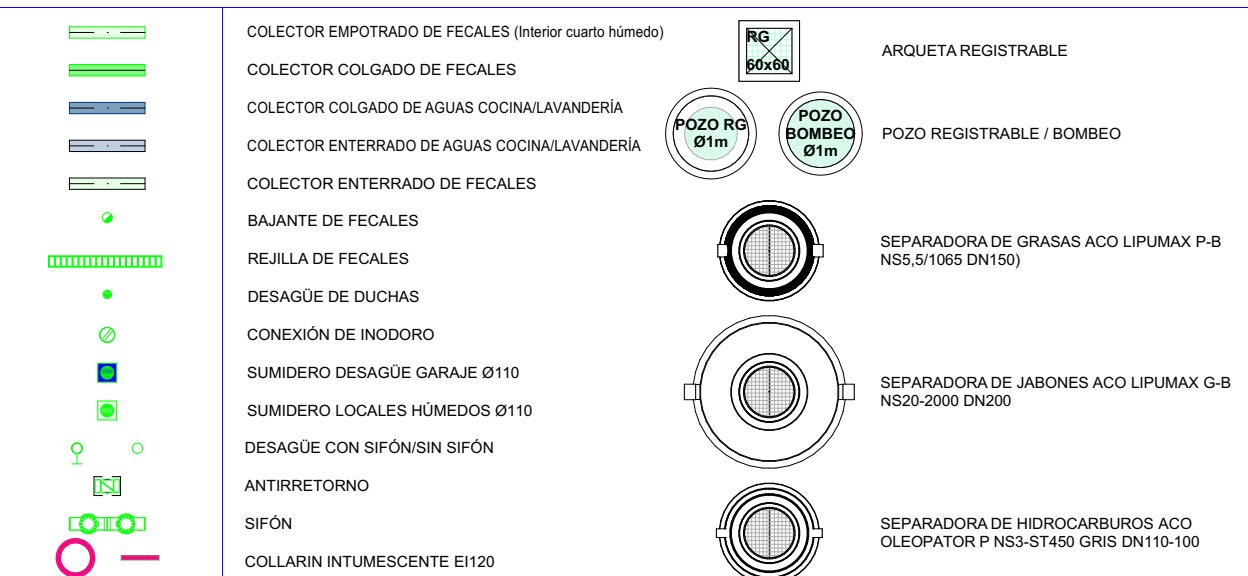 COLECTOR EMPOTRADO DE FECALES (Interior cuarto húmedo)
COLECTOR COLGADO DE FECALES
COLECTOR COLGADO DE AGUAS COCINA/LAVANDERÍA
COLECTOR ENTERRADO DE AGUAS COCINA/LAVANDERÍA
COLECTOR ENTERRADO DE FECALES
BAJANTE DE FECALES
REJILLA DE FECALES
DESAGÜE DE DUCHAS
CONEXIÓN DE INODORO
SUMIDERO DESAGÜE GARAJE Ø110
SUMIDERO LOCALES HÚMEDOS Ø110
DESAGÜE CON SIFÓN/SIN SIFÓN
ANTIRRETORNO
SIFÓN
COLLARIN INTUMESCENTE EI120
RG
60x60
ARQUETA REGISTRABLE
POZO RG
Ø1m
POZO
BOMBEO
Ø1m
POZO REGISTRABLE / BOMBEO
SEPARADORA DE GRASAS ACO LIPUMAX P-B
NS5,5/1065 DN150)
SEPARADORA DE JABONES ACO LIPUMAX G-B
NS20-2000 DN200
SEPARADORA DE HIDROCARBUROS ACO
OLEOPATOR P NS3-ST450 GRIS DN110-100